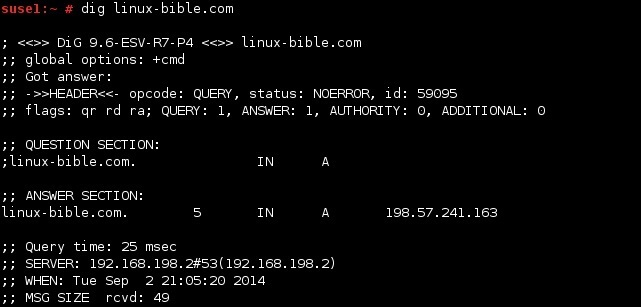 suse1:~ # dig linux-bible.com
; <<>> DiG 9.6-ESV-R7-P4 <<>> linux-bible.com
;; global options: +cmd
;; Got answer:
;; ->>HEADER<<- opcode: QUERY, status: NOERROR, id: 59095
;; flags: qr rd ra; QUERY: 1, ANSWER: 1, AUTHORITY: 0, ADDITIONAL: 0
;; QUESTION SECTION:
;linux-bible.com. IN A
;; ANSWER SECTION:
linux-bible.com. 5 IN A 198.57.241.163
;; Query time: 25 msec
;; SERVER: 192.168.198.2#53(192.168.198.2)
;; WHEN: Tue Sep 2 21:05:20 2014
;; MSG SIZE rcvd: 49